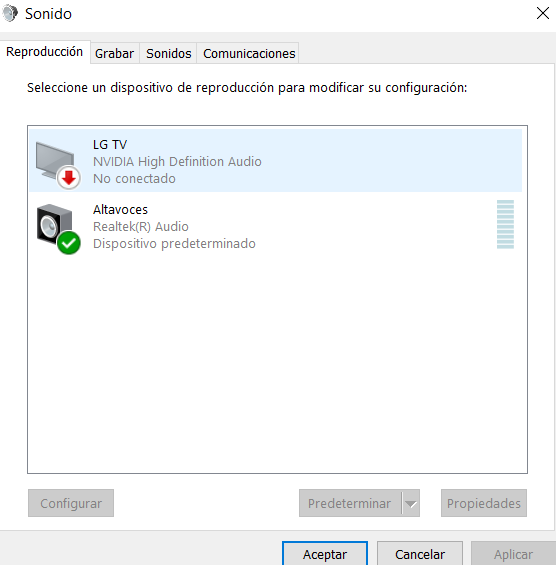 Sonido
Reproducción Grabar Sonidos Comunicaciones
Seleccione un dispositivo de reproducción para modificar su configuración:
LG TV
NVIDIA High Definition Audio
No conectado
Altavoces
Realtek(R) Audio
Dispositivo predeterminado
Configurar Predeterminar Propiedades
Aceptar Cancelar Aplicar